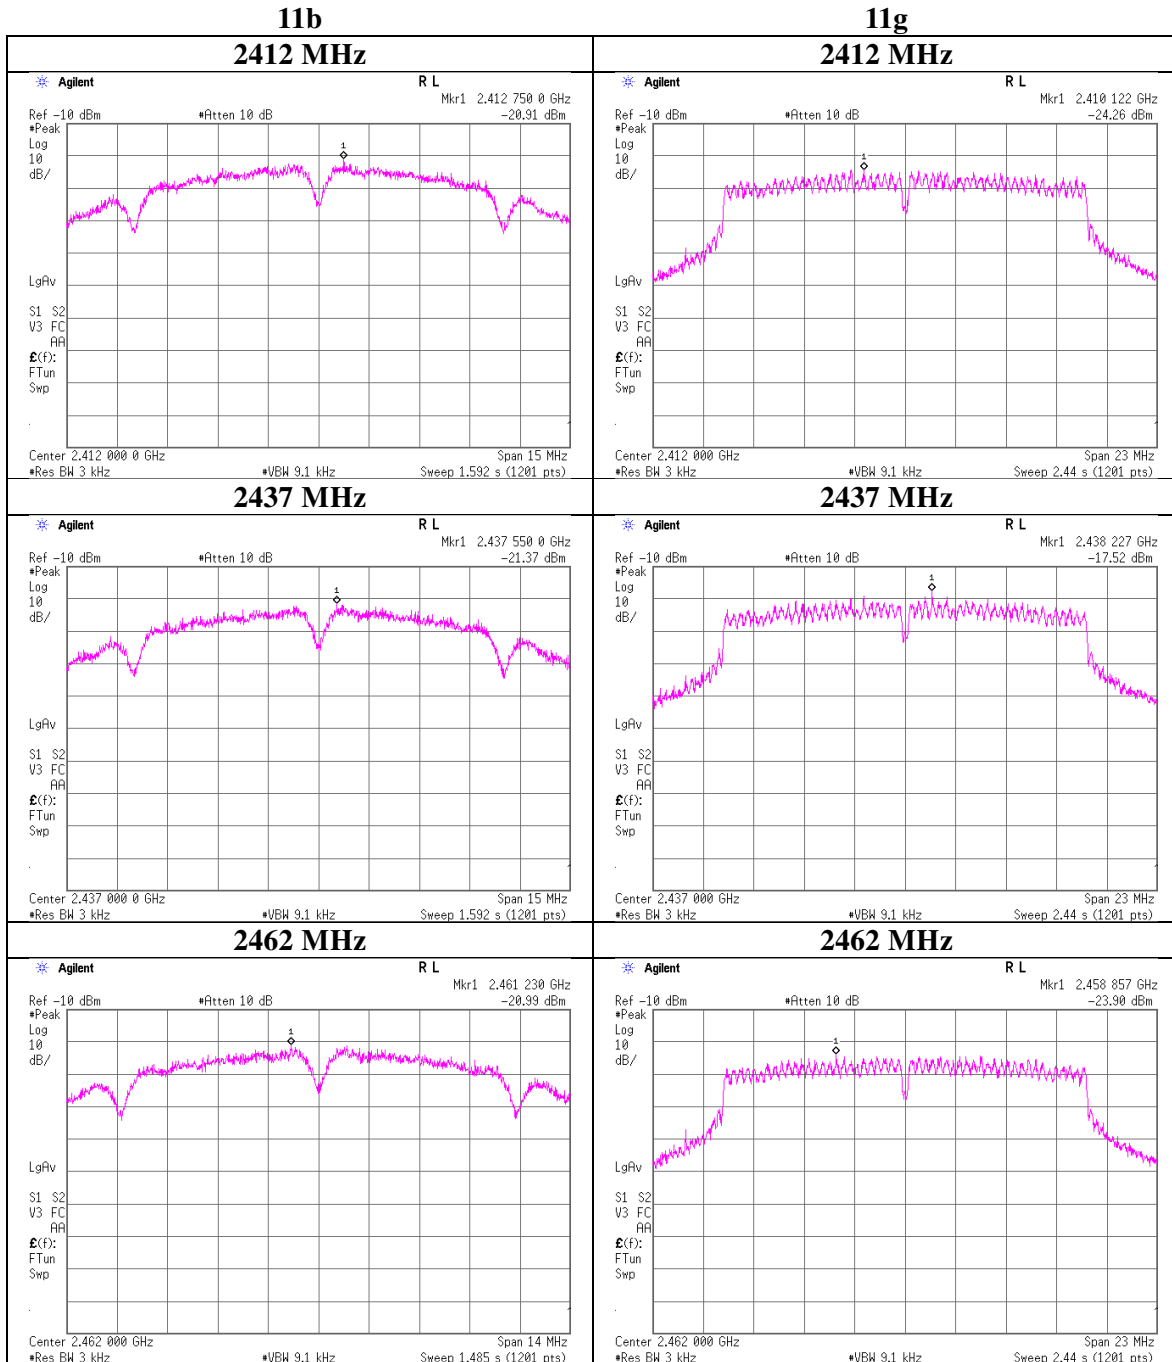 11b
11g
2412 MHz
2412 MHz
Agilent
R L
Mkr1 2.412 750 0 GHz
Ref -10 dBm
#Atten 10 dB
-20.91 dBm
#Peak
Log
10
dB/
1
LgAv
S1 S2
V3 FC
AA
£(f):
FTun
Swp
Center 2.412 000 0 GHz
Span 15 MHz
#Res BW 3 kHz
#VBW 9.1 kHz
Sweep 1.592 s (1201 pts)
Agilent
R L
Mkr1 2.410 122 GHz
Ref -10 dBm
#Atten 10 dB
-24.26 dBm
#Peak
Log
10
dB/
1
LgAv
S1 S2
V3 FC
AA
£(f):
FTun
Swp
Center 2.412 000 GHz
Span 23 MHz
#Res BW 3 kHz
#VBW 9.1 kHz
Sweep 2.44 s (1201 pts)
2437 MHz
2437 MHz
Agilent
R L
Mkr1 2.437 550 0 GHz
Ref -10 dBm
#Atten 10 dB
-21.37 dBm
#Peak
Log
10
dB/
1
LgAv
S1 S2
V3 FC
AA
£(f):
FTun
Swp
Center 2.437 000 0 GHz
Span 15 MHz
#Res BW 3 kHz
#VBW 9.1 kHz
Sweep 1.592 s (1201 pts)
Agilent
R L
Mkr1 2.438 227 GHz
Ref -10 dBm
#Atten 10 dB
-17.52 dBm
#Peak
Log
10
dB/
1
LgAv
S1 S2
V3 FC
AA
£(f):
FTun
Swp
Center 2.437 000 GHz
Span 23 MHz
#Res BW 3 kHz
#VBW 9.1 kHz
Sweep 2.44 s (1201 pts)
2462 MHz
2462 MHz
Agilent
R L
Mkr1 2.461 230 GHz
Ref -10 dBm
#Atten 10 dB
-20.99 dBm
#Peak
Log
10
dB/
1
LgAv
S1 S2
V3 FC
AA
£(f):
FTun
Swp
Center 2.462 000 GHz
Span 14 MHz
#Res BW 3 kHz
#VBW 9.1 kHz
Sweep 1.485 s (1201 pts)
Agilent
R L
Mkr1 2.458 857 GHz
Ref -10 dBm
#Atten 10 dB
-23.90 dBm
#Peak
Log
10
dB/
1
LgAv
S1 S2
V3 FC
AA
£(f):
FTun
Swp
Center 2.462 000 GHz
Span 23 MHz
#Res BW 3 kHz
#VBW 9.1 kHz
Sweep 2.44 s (1201 pts)